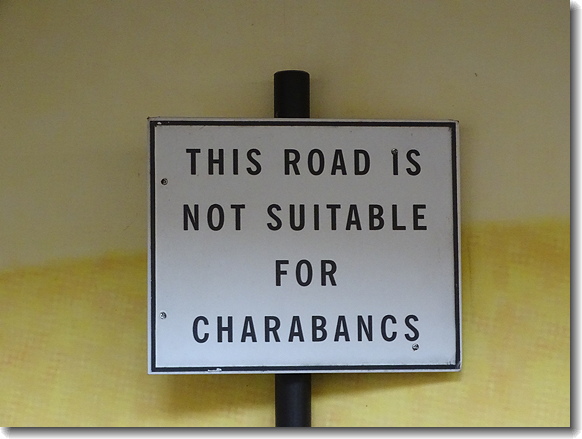 THIS ROAD IS
NOT SUITABLE
FOR
CHARABANCS